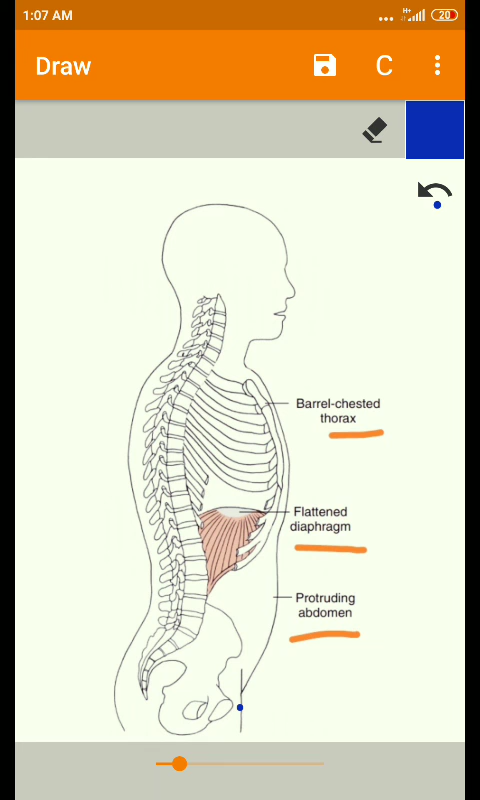 1:07 AM
H+
20
Draw
C
Barrel-chested
thorax
Flattened
diaphragm
Protruding
abdomen